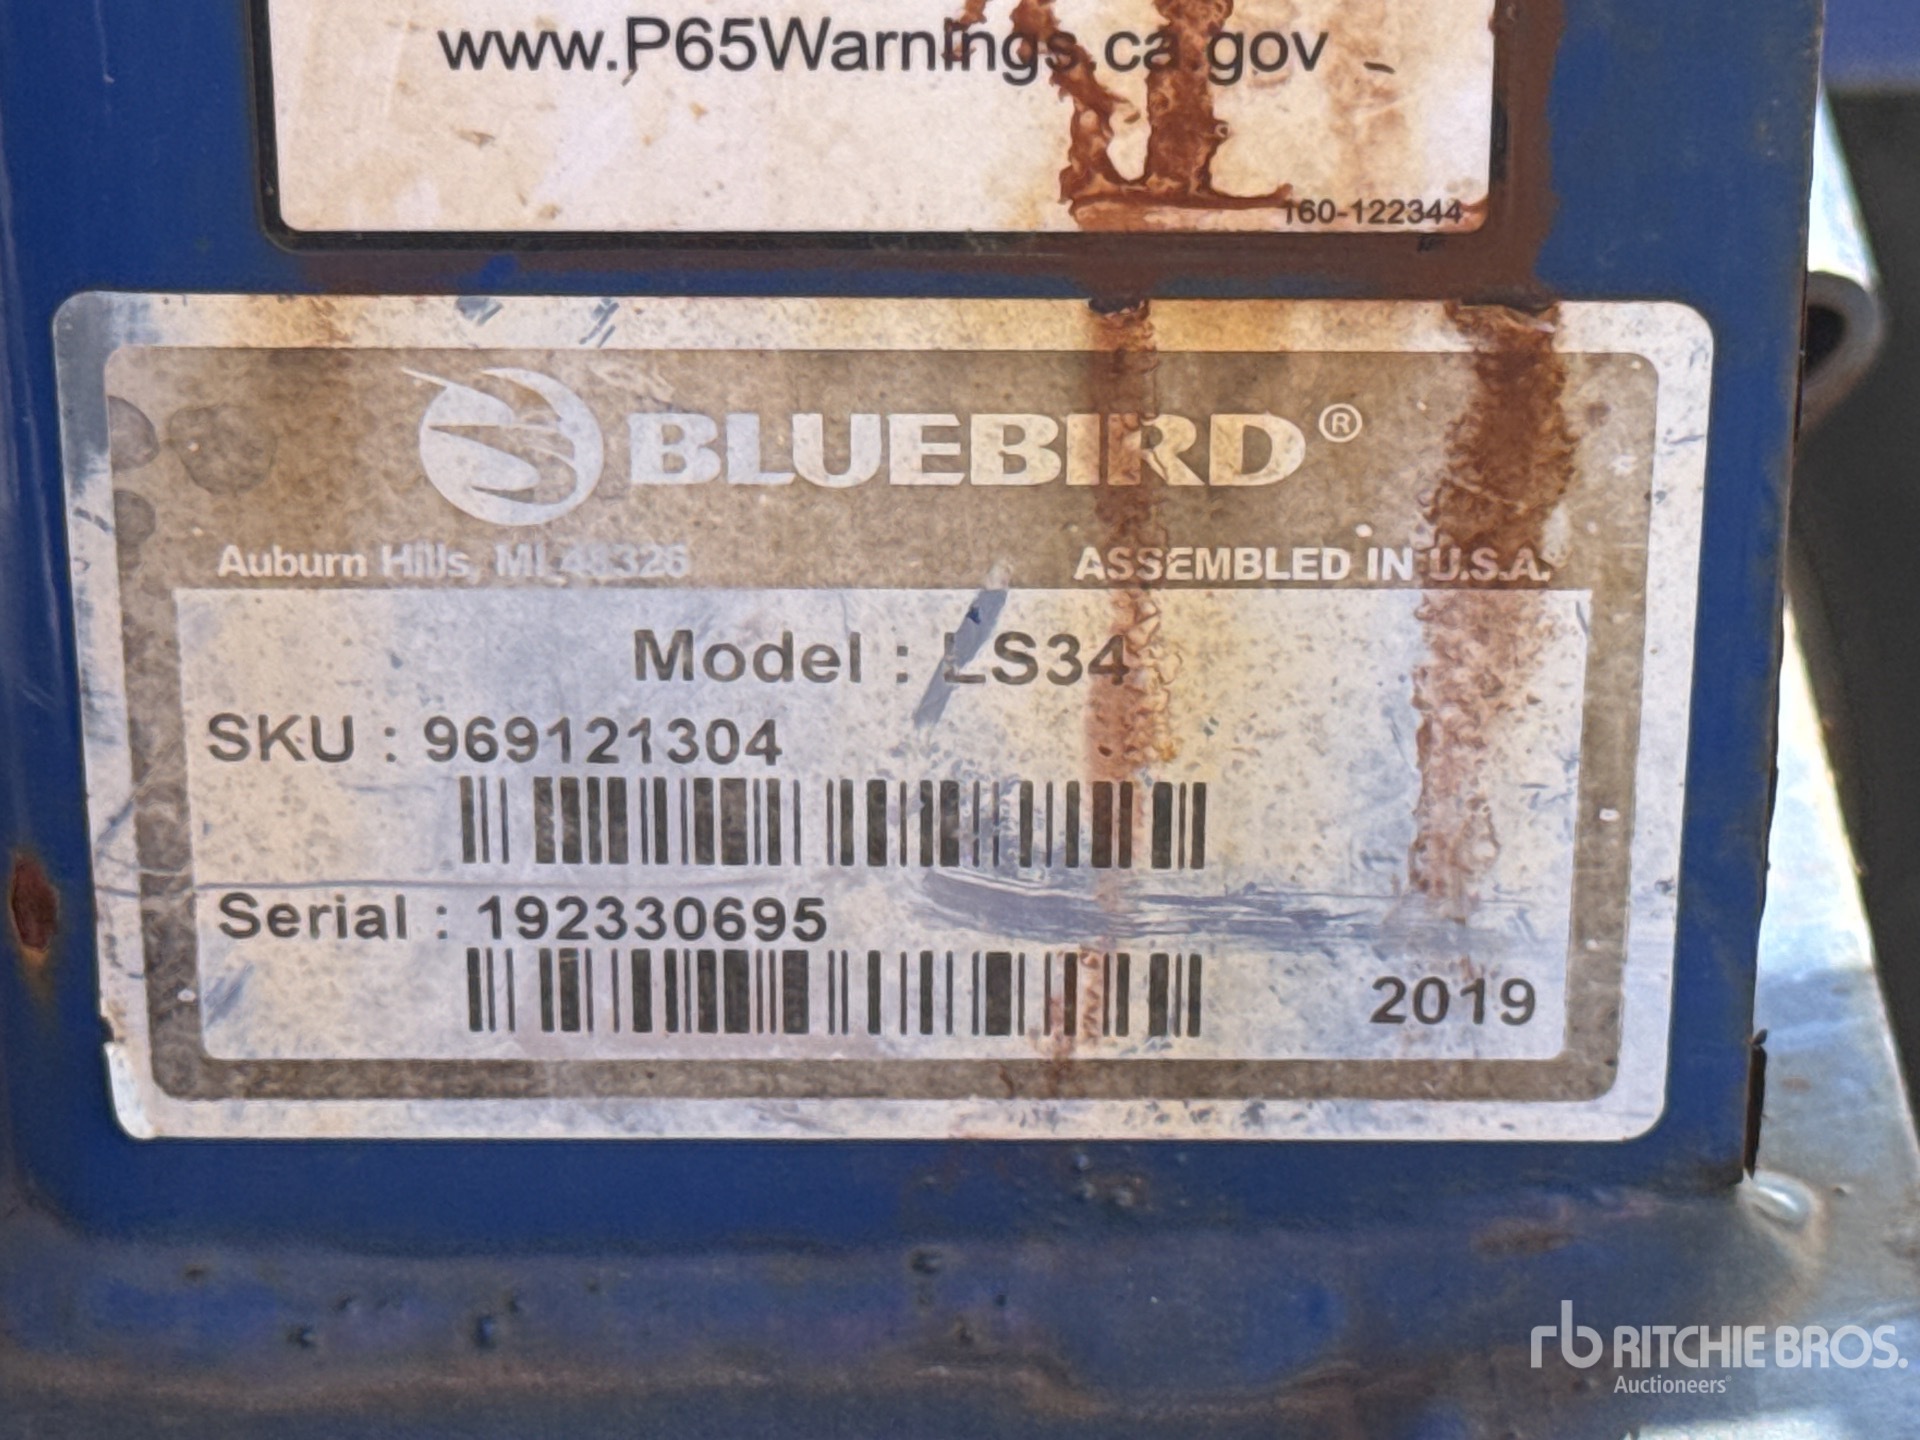 www.P65Warnings.ca.gov
160-122344
BLUEBIRD®
Auburn Hills, MI 48326
ASSEMBLED IN U.S.A.
Model : LS34
SKU : 969121304
Serial : 192330695
2019
rb RITCHIE BROS.
Auctioneers